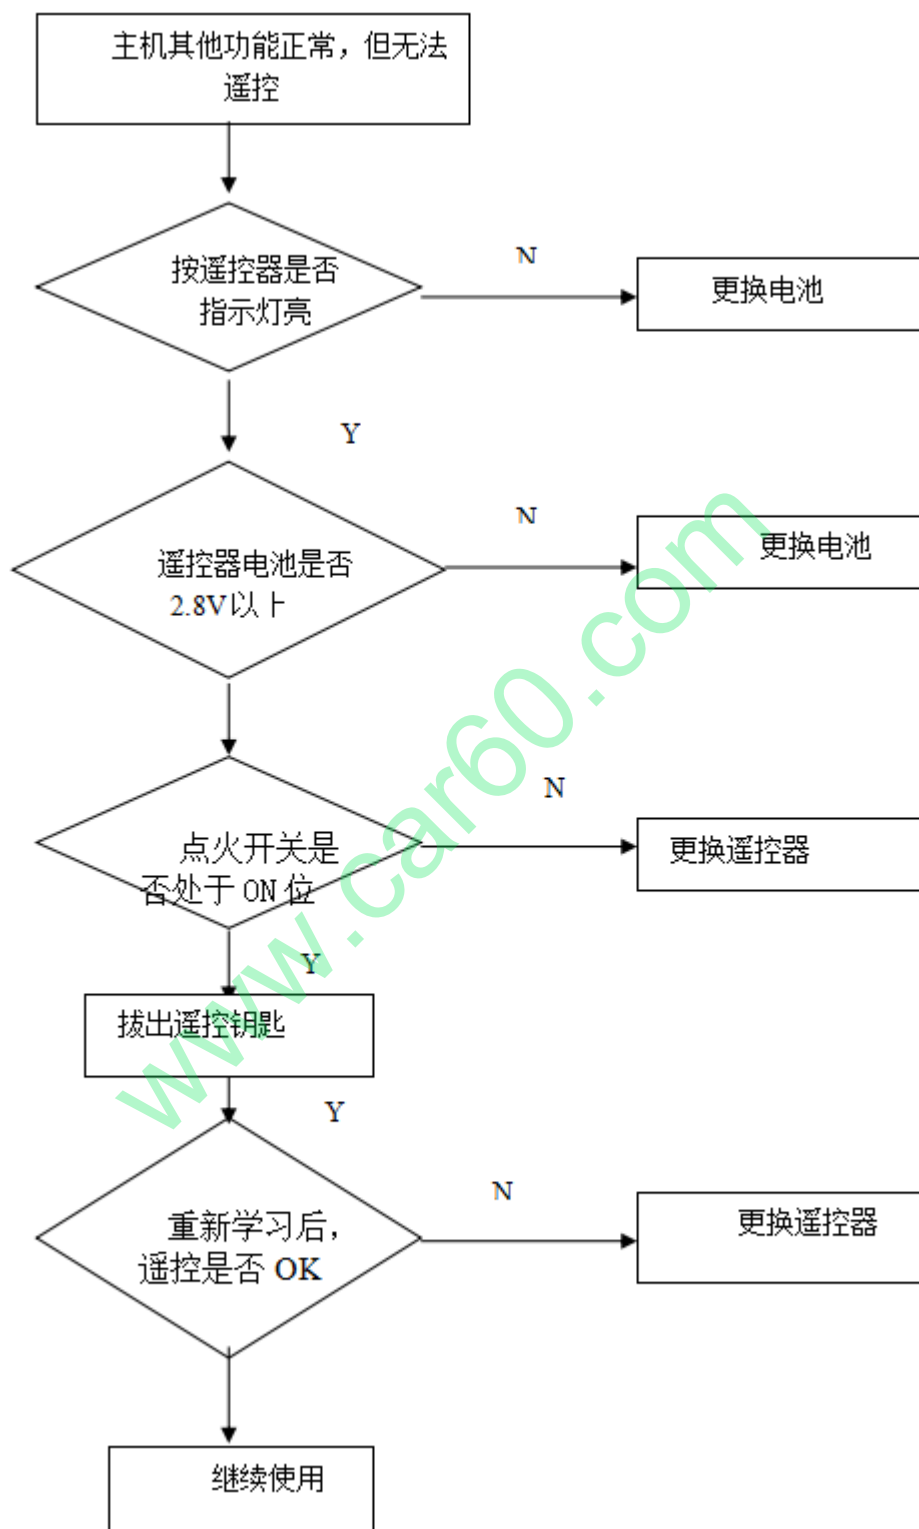 主机其他功能正常，但无法
遥控
按遥控器是否
指示灯亮
N
更换电池
Y
遥控器电池是否
2.8V以上
N
更换电池
点火开关是
否处于 ON 位
N
更换遥控器
Y
拔出遥控钥匙
Y
重新学习后，
遥控是否 OK
N
更换遥控器
继续使用
www.car60.com